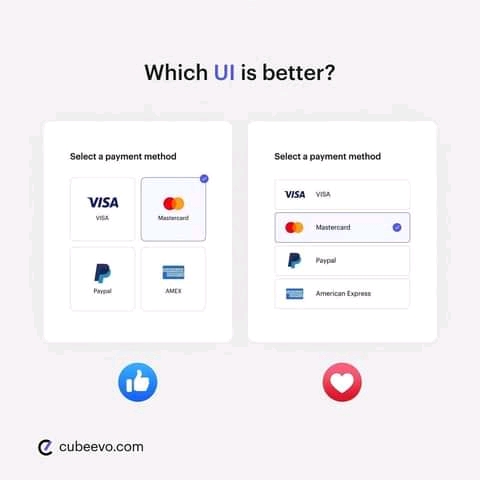 Which UI is better?
Select a payment method
VISA
VISA
Mastercard
Paypal
AMEX
Select a payment method
VISA VISA
Mastercard
Paypal
American Express
cubeevo.com